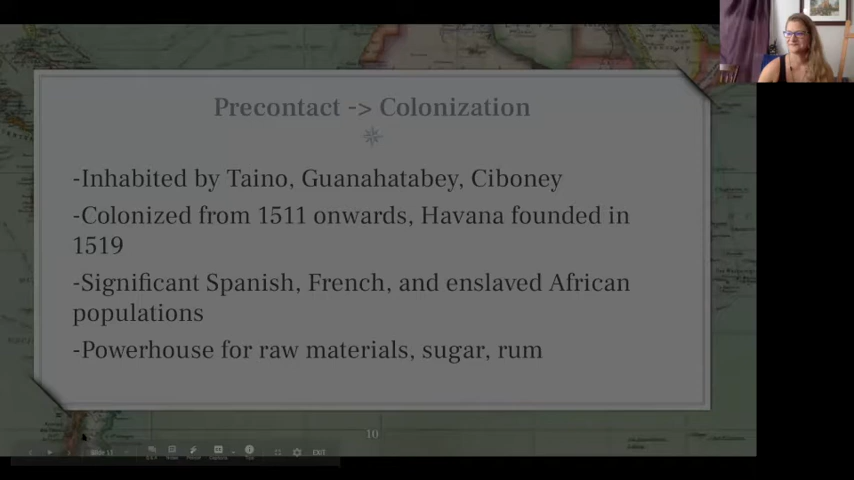 Precontact -> Colonization
-Inhabited by Taino, Guanahatabey, Ciboney
-Colonized from 1511 onwards, Havana founded in
1519
-Significant Spanish, French, and enslaved African
populations
-Powerhouse for raw materials, sugar, rum
10